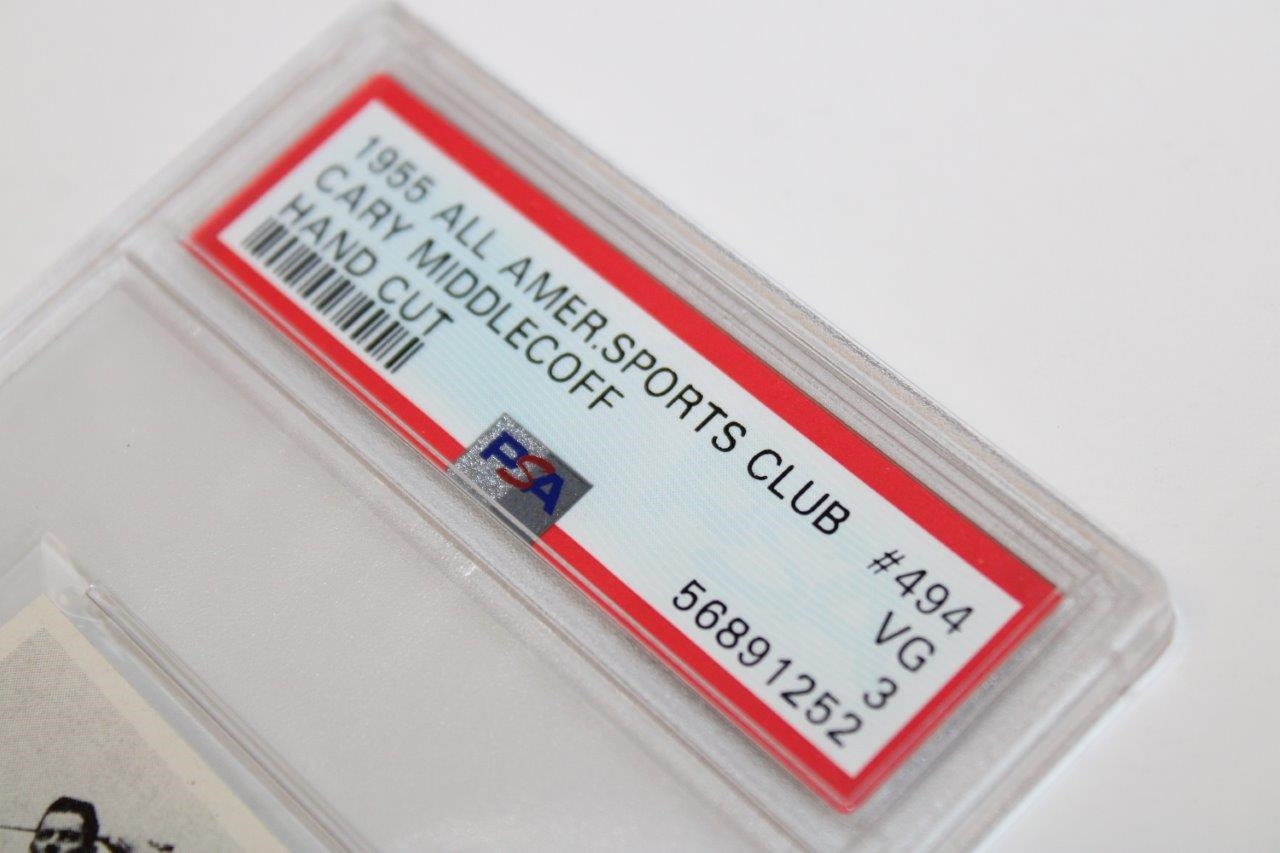 1955 ALL AMER.SPORTS CLUB #494
CARY MIDDLECOFF VG
HAND CUT 3
PSA 56891252